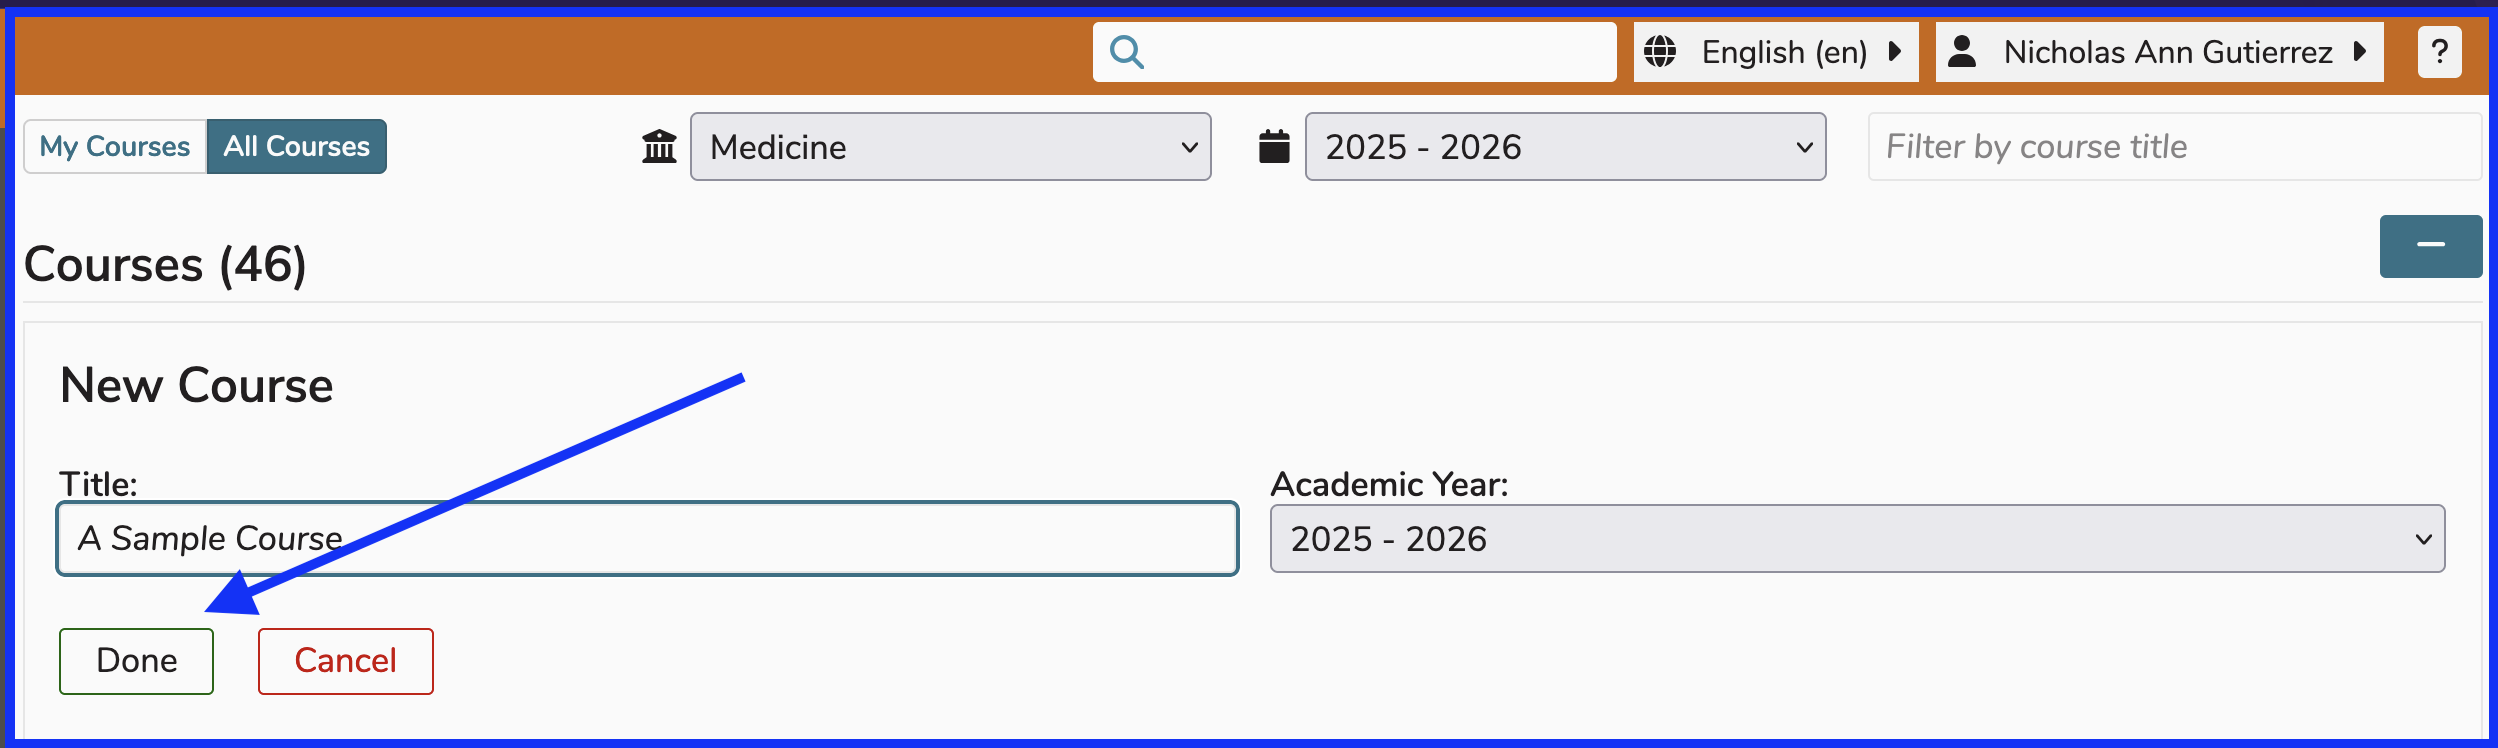 English (en)
Nicholas Ann Gutierrez
?
My Courses
All Courses
Medicine
2025 - 2026
Filter by course title
Courses (46)
New Course
Title:
Academic Year:
A Sample Course
2025 - 2026
Done
Cancel